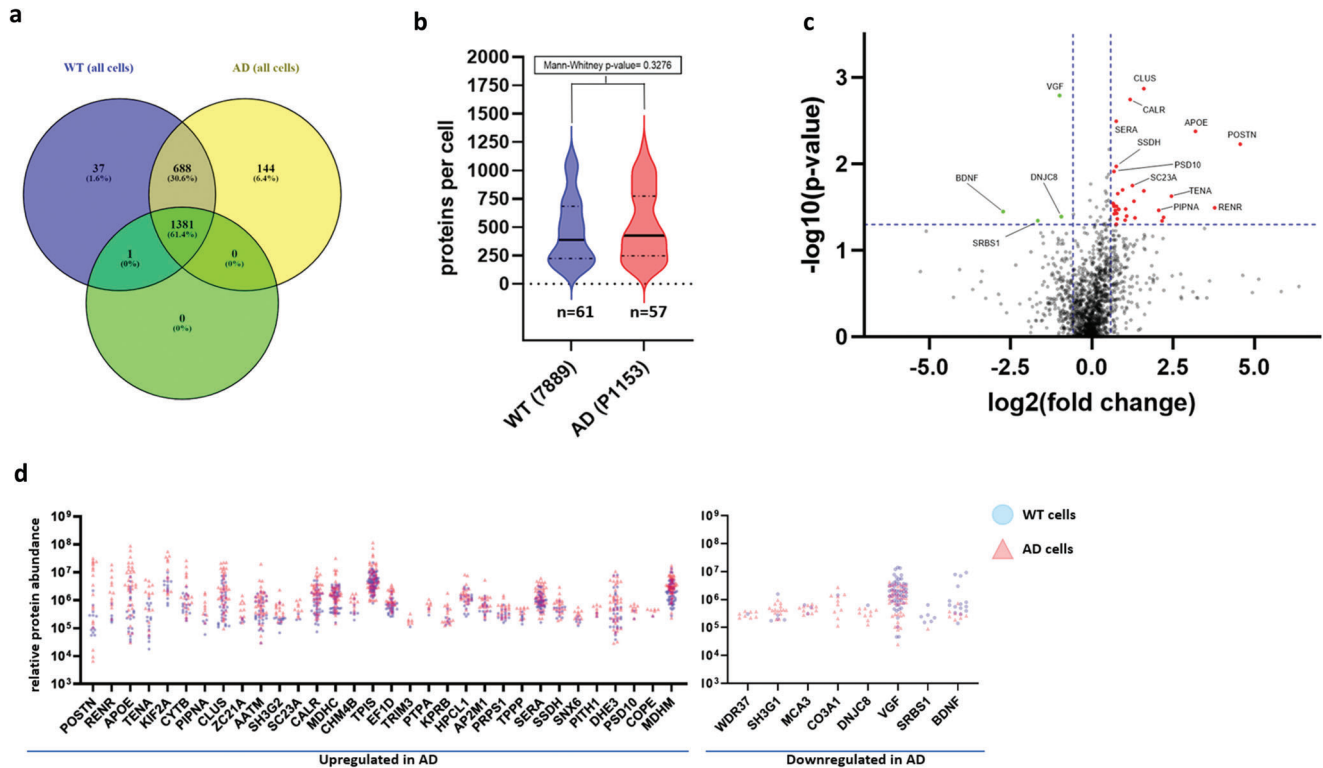 a
WT (all cells)
AD (all cells)
37
(1.6%)
688
(30.6%)
144
(6.4%)
1381
(61.4%)
1
(0%)
0
(0%)
0
(0%)
b
proteins per cell
2000
1750
1500
1250
1000
750
500
250
0
Mann-Whitney p-value= 0.3276
n=61
n=57
WT (7889)
AD (P1153)
c
-log10(p-value)
3
2
1
0
VGF
CLUS
CALR
SERA
APOE
POSTN
SSDH
PSD10
BDNF
DNJC8
SC23A
TENA
PIPNA
RENR
SRBS1
-5.0
-2.5
0.0
2.5
5.0
log2(fold change)
d
relative protein abundance
10⁹
10⁸
10⁷
10⁶
10⁵
10⁴
10³
POSTN
RENR
APOE
TENA
KIF2A
CYTB
PIPNA
CLUS
ZC21A
AATM
SH3G2
SC23A
CALR
MDHC
CHM4B
TPIS
EF1D
TRIM3
PTPA
KPRB
HPCL1
AP2M1
PRPS1
TPPP
SERA
SSDH
SNX6
PITH1
DHE3
PSD10
COPE
MDHM
Upregulated in AD
10⁹
10⁸
10⁷
10⁶
10⁵
10⁴
10³
WDR37
SH3G1
MCA3
CO3A1
DNJC8
VGF
SRBS1
BDNF
Downregulated in AD
WT cells
AD cells